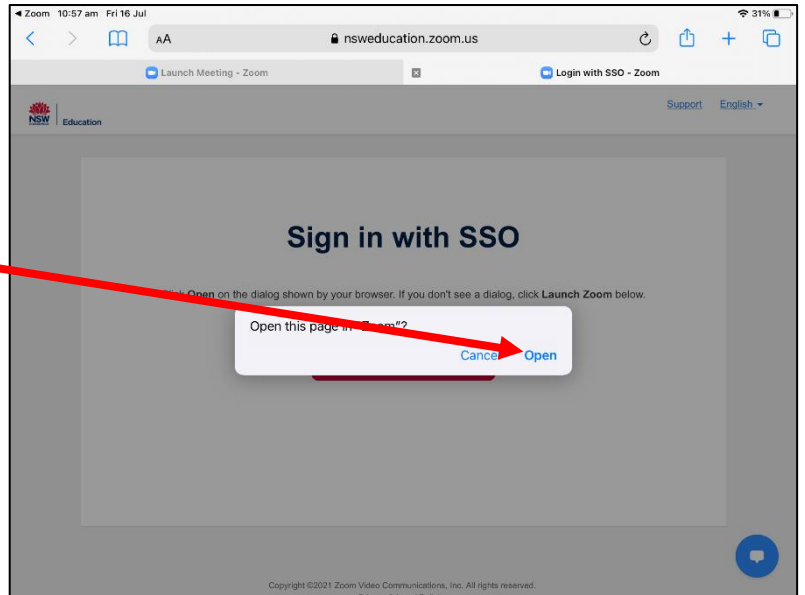 Zoom 10:57 am Fri 16 Jul 31%
AA nsweducation.zoom.us
Launch Meeting - Zoom Login with SSO - Zoom
NSW Education Support English
Sign in with SSO
Open on the dialog shown by your browser. If you don't see a dialog, click Launch Zoom below.
Open this page in "Zoom"?
Cancel Open
Copyright ©2021 Zoom Video Communications, Inc. All rights reserved.